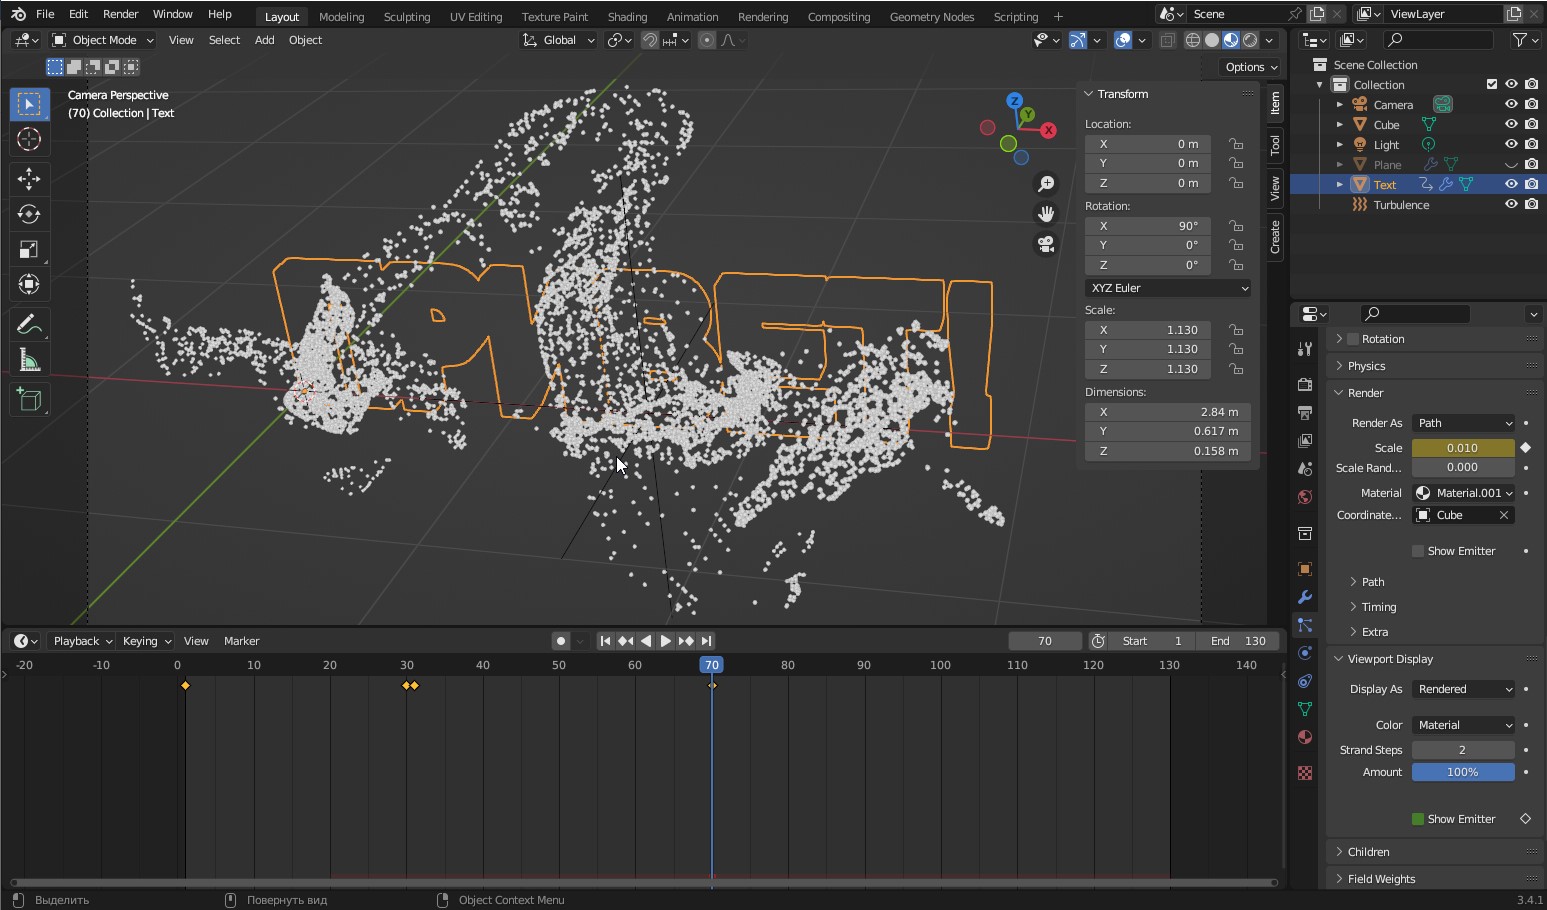 File Edit Render Window Help Layout Modeling Sculpting UV Editing Texture Paint Shading Animation Rendering Compositing Geometry Nodes Scripting + Scene ViewLayer
Object Mode View Select Add Object Global
Options
Camera Perspective
(70) Collection | Text
Z
Y
X
Transform
Location:
X 0 m
Y 0 m
Z 0 m
Rotation:
X 90°
Y 0°
Z 0°
XYZ Euler
Scale:
X 1.130
Y 1.130
Z 1.130
Dimensions:
X 2.84 m
Y 0.617 m
Z 0.158 m
Item
Tool
View
Create
Scene Collection
Collection
Camera
Cube
Light
Plane
Text
Turbulence
Rotation
Physics
Render
Render As Path
Scale 0.010
Scale Rand... 0.000
Material Material.001
Coordinate... Cube
Show Emitter
Path
Timing
Extra
Viewport Display
Display As Rendered
Color Material
Strand Steps 2
Amount 100%
Show Emitter
Children
Field Weights
Playback Keying View Marker 70 Start 1 End 130
-20 -10 0 10 20 30 40 50 60 70 80 90 100 110 120 130 140
Выделить Повернуть вид Object Context Menu 3.4.1